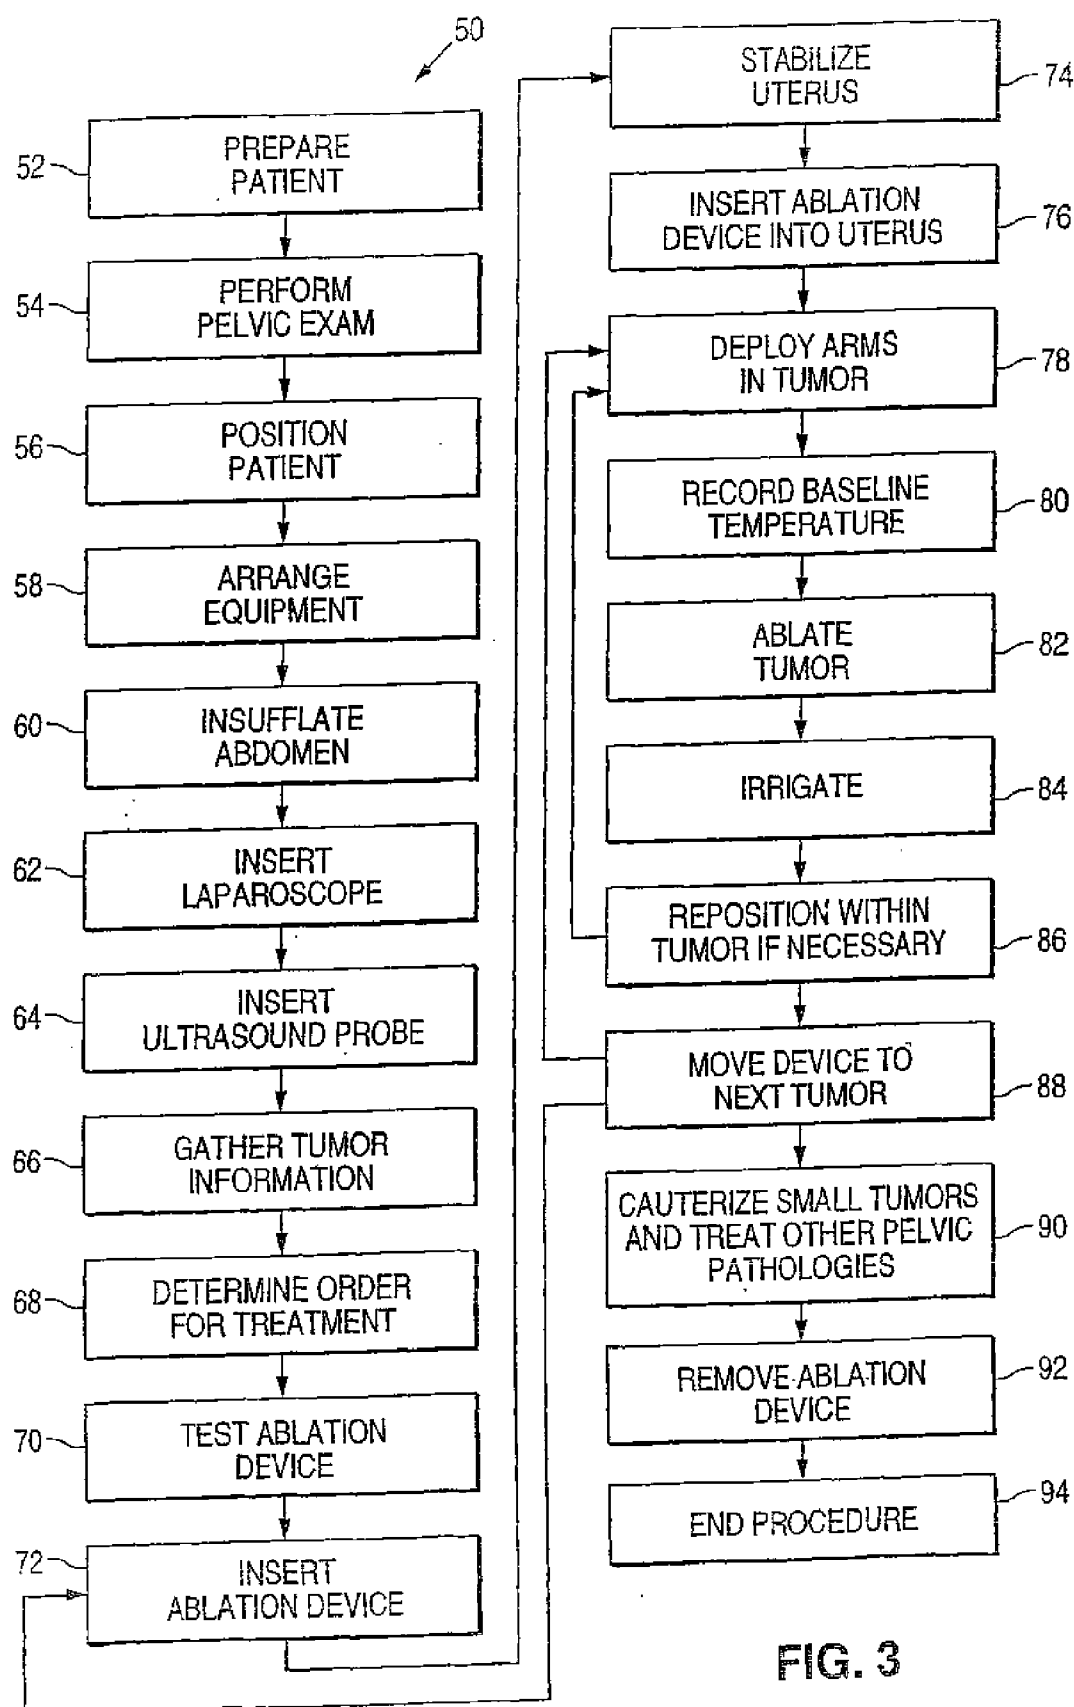 50
52
PREPARE
PATIENT
54
PERFORM
PELVIC EXAM
56
POSITION
PATIENT
58
ARRANGE
EQUIPMENT
60
INSUFFLATE
ABDOMEN
62
INSERT
LAPAROSCOPE
64
INSERT
ULTRASOUND PROBE
66
GATHER TUMOR
INFORMATION
68
DETERMINE ORDER
FOR TREATMENT
70
TEST ABLATION
DEVICE
72
INSERT
ABLATION DEVICE
STABILIZE
UTERUS
74
INSERT ABLATION
DEVICE INTO UTERUS
76
DEPLOY ARMS
IN TUMOR
78
RECORD BASELINE
TEMPERATURE
80
ABLATE
TUMOR
82
IRRIGATE
84
REPOSITION WITHIN
TUMOR IF NECESSARY
86
MOVE DEVICE TO
NEXT TUMOR
88
CAUTERIZE SMALL TUMORS
AND TREAT OTHER PELVIC
PATHOLOGIES
90
REMOVE ABLATION
DEVICE
92
END PROCEDURE
94
FIG. 3